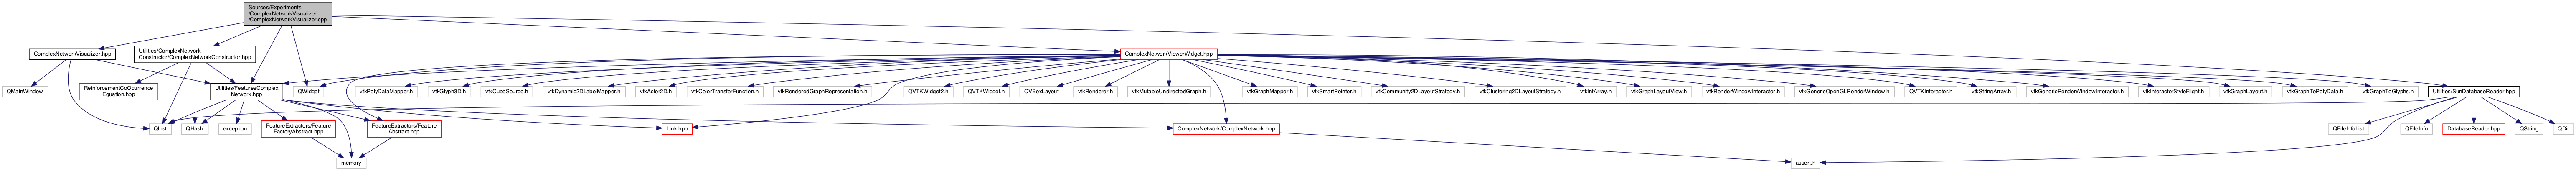 Sources/Experiments
/ComplexNetworkVisualizer
/ComplexNetworkVisualizer.cpp
ComplexNetworkVisualizer.hpp
Utilities/ComplexNetwork
Constructor/ComplexNetworkConstructor.hpp
ComplexNetworkViewerWidget.hpp
QMainWindow
ReinforcementCoOcurrence
Equation.hpp
Utilities/FeaturesComplex
Network.hpp
QWidget
vtkPolyDataMapper.h
vtkGlyph3D.h
vtkCubeSource.h
vtkDynamic2DLabelMapper.h
vtkActor2D.h
vtkColorTransferFunction.h
vtkRenderedGraphRepresentation.h
QVTKWidget2.h
QVTKWidget.h
QVBoxLayout
vtkRenderer.h
vtkMutableUndirectedGraph.h
vtkGraphMapper.h
vtkSmartPointer.h
vtkCommunity2DLayoutStrategy.h
vtkClustering2DLayoutStrategy.h
vtkIntArray.h
vtkGraphLayoutView.h
vtkRenderWindowInteractor.h
vtkGenericOpenGLRenderWindow.h
QVTKInteractor.h
vtkStringArray.h
vtkGenericRenderWindowInteractor.h
vtkInteractorStyleFlight.h
vtkGraphLayout.h
vtkGraphToPolyData.h
vtkGraphToGlyphs.h
Utilities/SunDatabaseReader.hpp
QList
QHash
exception
FeatureExtractors/Feature
FactoryAbstract.hpp
FeatureExtractors/Feature
Abstract.hpp
Link.hpp
ComplexNetwork/ComplexNetwork.hpp
QFileInfoList
QFileInfo
DatabaseReader.hpp
QString
QDir
memory
assert.h